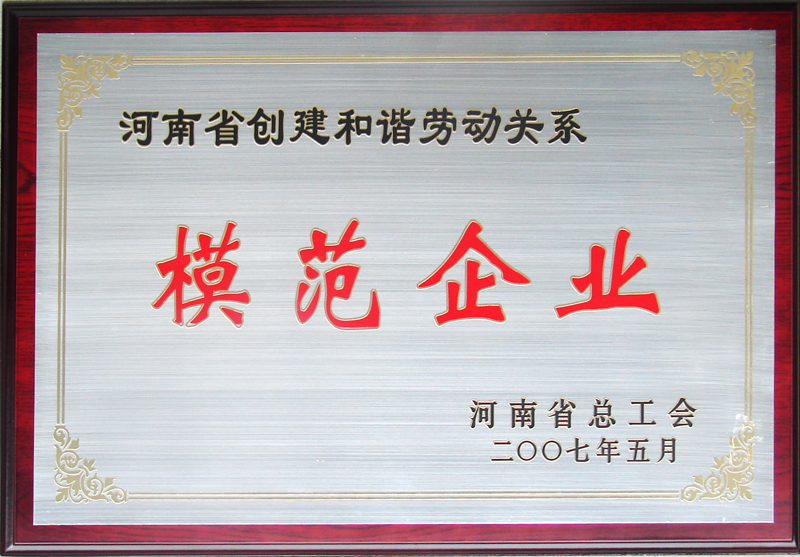 河南省创建和谐劳动关系
模范企业
河南省总工会
二〇〇七年五月